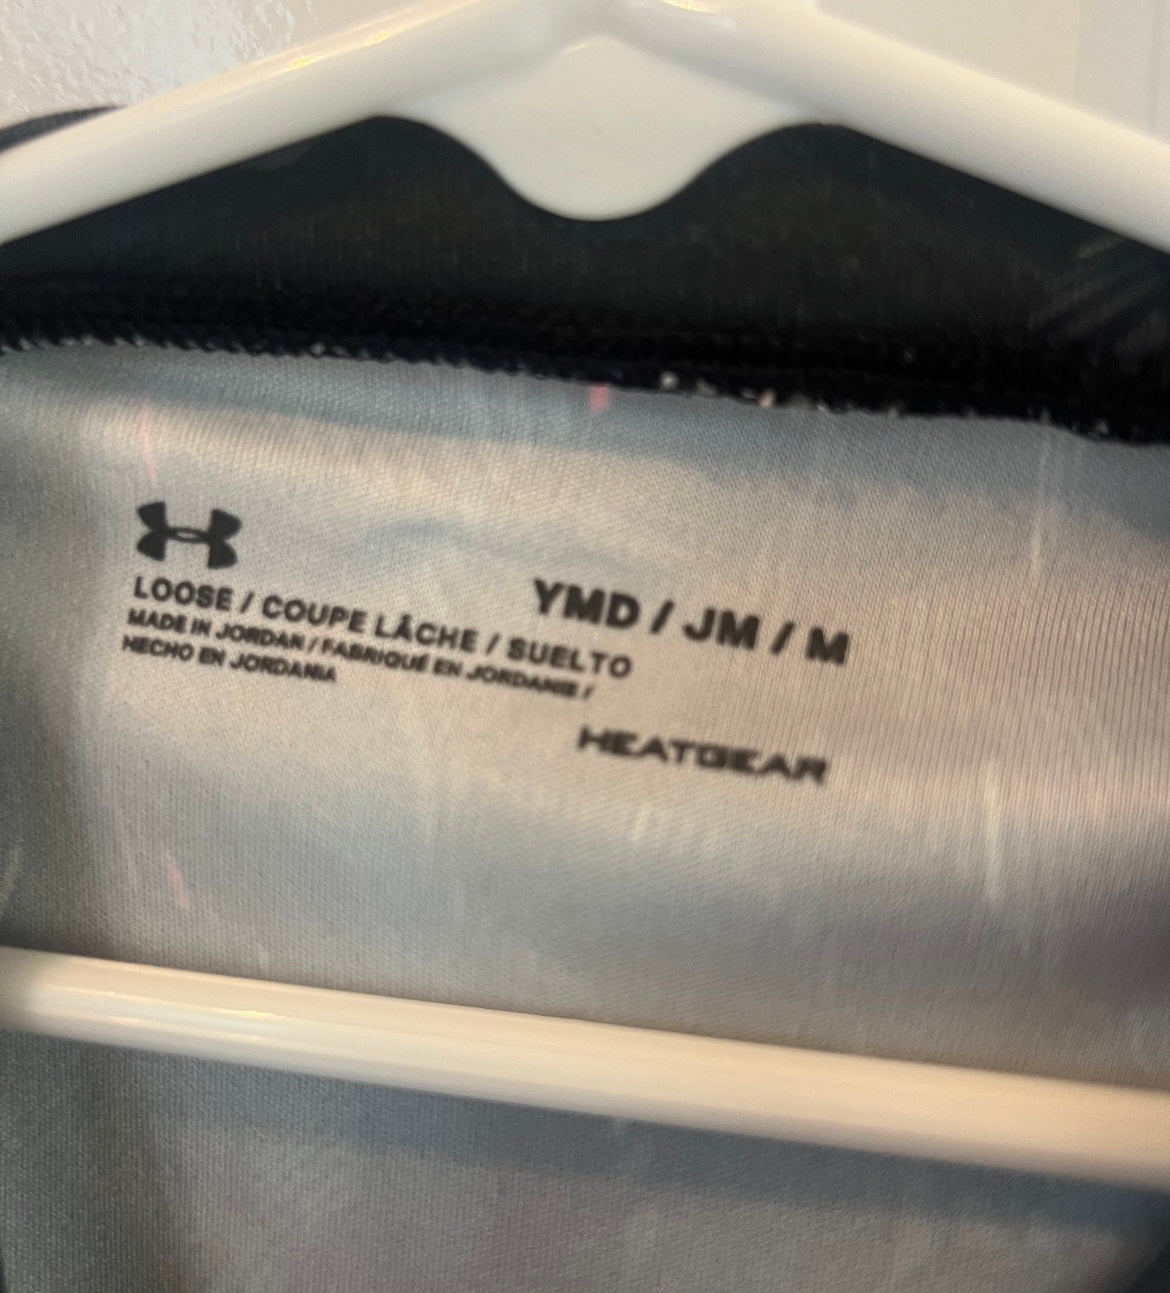 LOOSE / COUPE LÂCHE / SUELTO
MADE IN JORDAN / FABRIQUÉ EN JORDANIE /
HECHO EN JORDANIA
YMD / JM / M
HEATGEAR